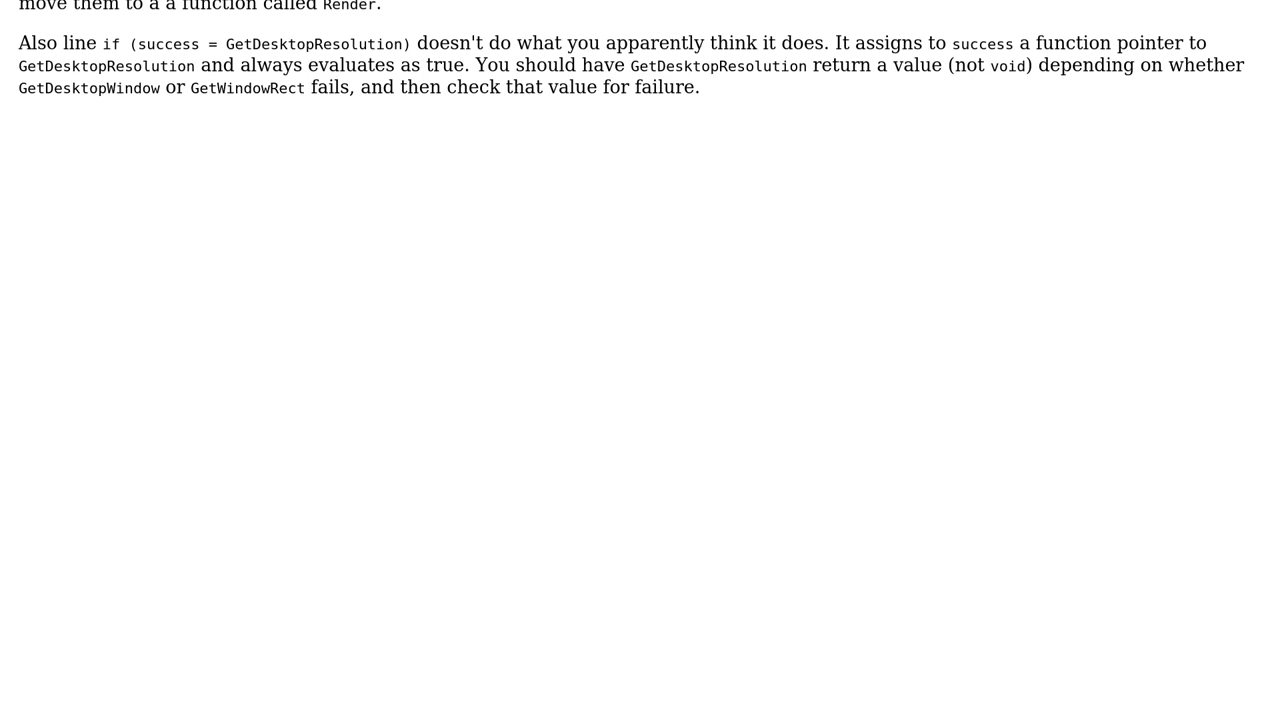 move them to a a function called Render.
Also line if (success = GetDesktopResolution) doesn't do what you apparently think it does. It assigns to success a function pointer to
GetDesktopResolution and always evaluates as true. You should have GetDesktopResolution return a value (not void) depending on whether
GetDesktopWindow or GetWindowRect fails, and then check that value for failure.